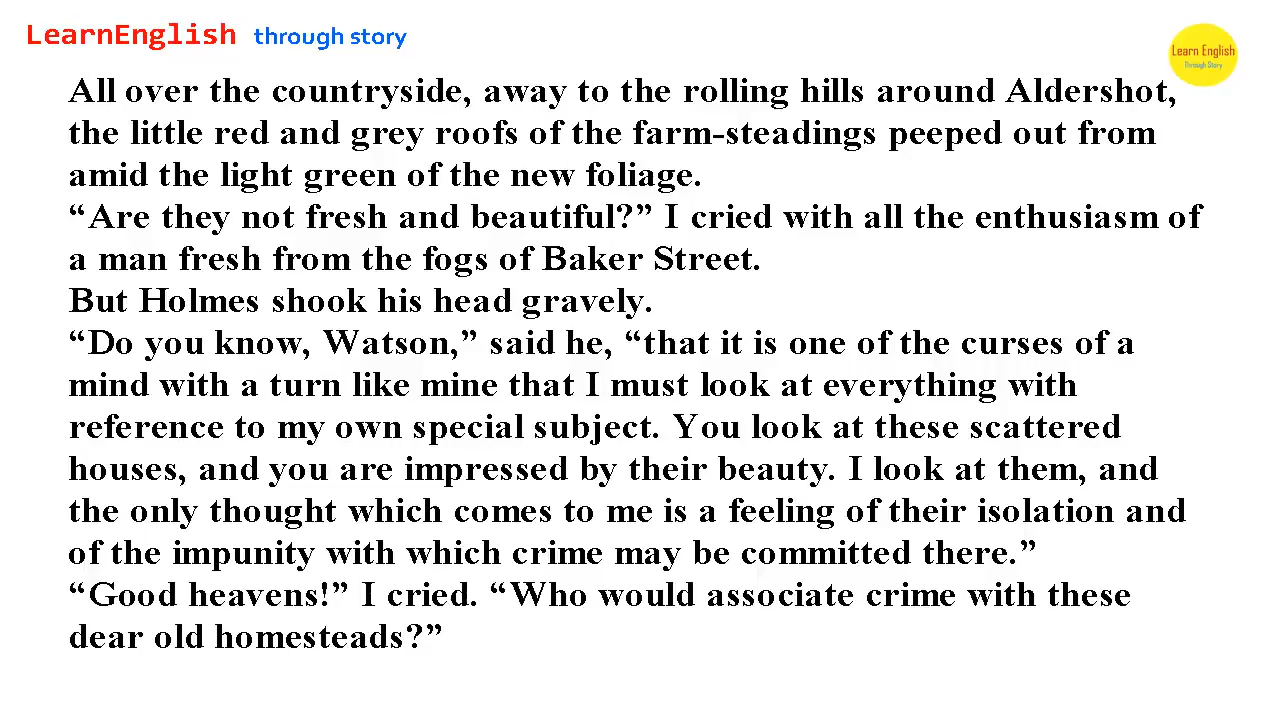 LearnEnglish through story
Learn English
Through Story
All over the countryside, away to the rolling hills around Aldershot,
the little red and grey roofs of the farm-steadings peeped out from
amid the light green of the new foliage.
“Are they not fresh and beautiful?” I cried with all the enthusiasm of
a man fresh from the fogs of Baker Street.
But Holmes shook his head gravely.
“Do you know, Watson,” said he, “that it is one of the curses of a
mind with a turn like mine that I must look at everything with
reference to my own special subject. You look at these scattered
houses, and you are impressed by their beauty. I look at them, and
the only thought which comes to me is a feeling of their isolation and
of the impunity with which crime may be committed there.”
“Good heavens!” I cried. “Who would associate crime with these
dear old homesteads?”